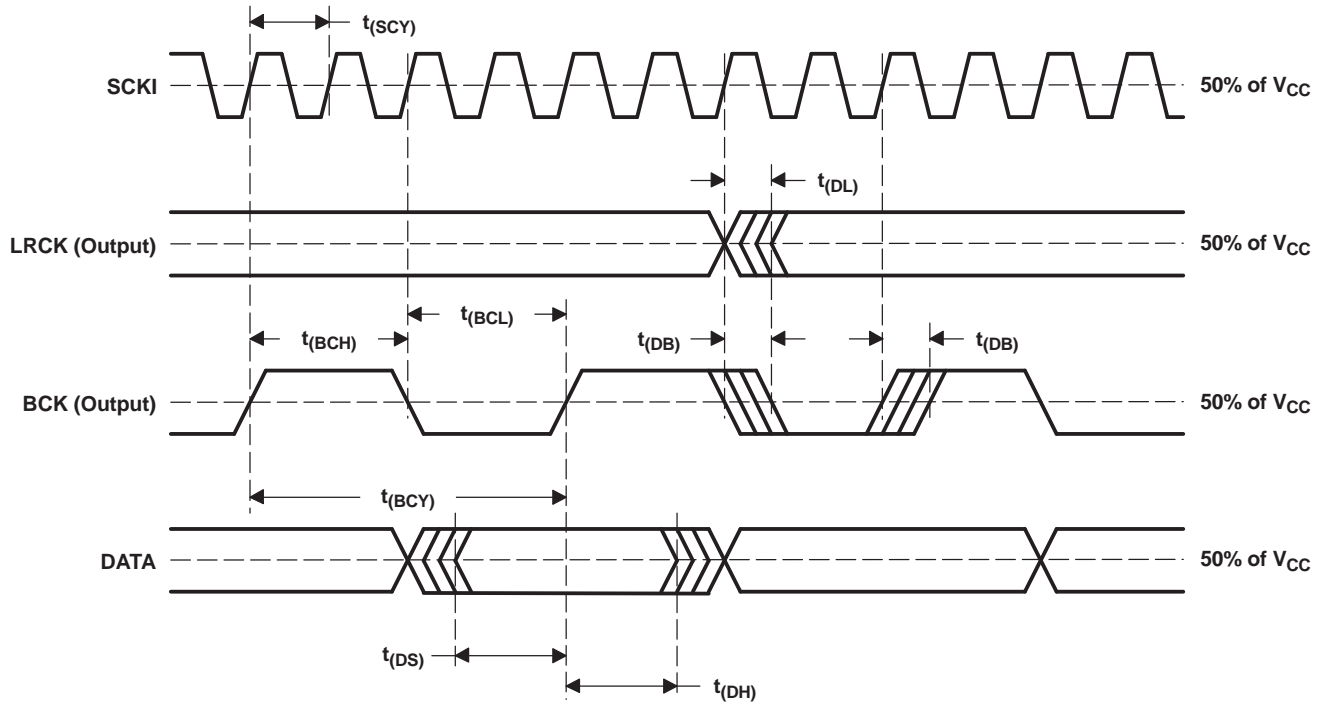 t(SCY)
SCKI
50% of VCC
t(DL)
LRCK (Output)
50% of VCC
t(BCL)
t(BCH)
t(DB)
t(DB)
BCK (Output)
50% of VCC
t(BCY)
DATA
50% of VCC
t(DS)
t(DH)